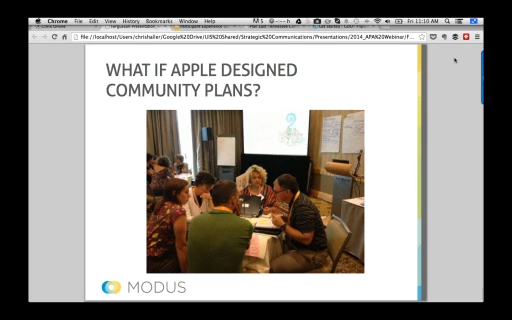 Chrome File Edit View History Bookmarks Window Help
Fri 11:10 AM
file://localhost/Users/chrishaller/Google%20Drive/UIS%20Shared/Strategic%20Communications/Presentations/2014_APA%20Webinar/F...
WHAT IF APPLE DESIGNED
COMMUNITY PLANS?
MODUS